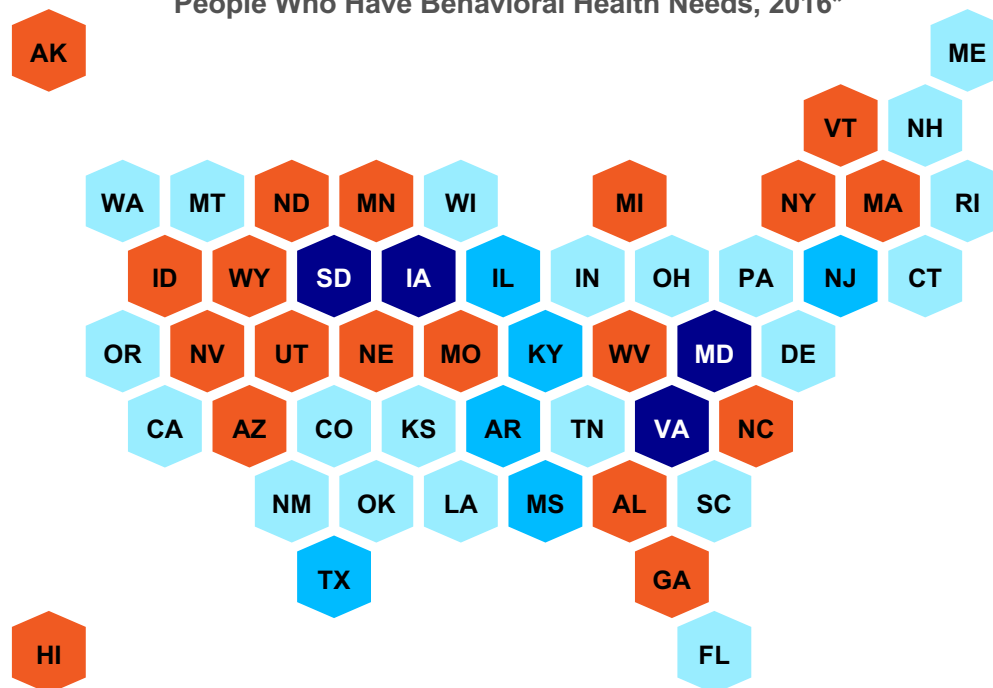 People Who Have Behavioral Health Needs, 2016*
AK ME
VT NH
WA MT ND MN WI MI NY MA RI
ID WY SD IA IL IN OH PA NJ CT
OR NV UT NE MO KY WV MD DE
CA AZ CO KS AR TN VA NC
NM OK LA MS AL SC
TX GA
HI FL